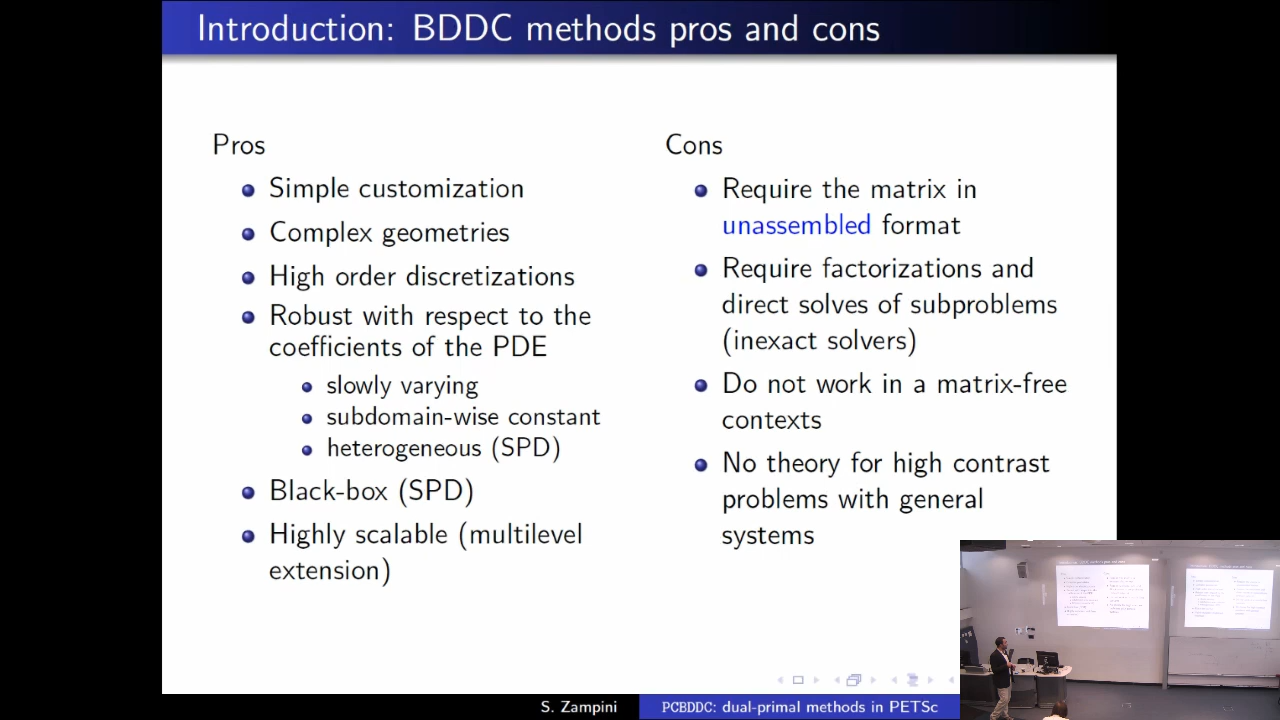 Introduction: BDDC methods pros and cons
Pros
Simple customization
Complex geometries
High order discretizations
Robust with respect to the
coefficients of the PDE
slowly varying
subdomain-wise constant
heterogeneous (SPD)
Black-box (SPD)
Highly scalable (multilevel
extension)
Cons
Require the matrix in
unassembled format
Require factorizations and
direct solves of subproblems
(inexact solvers)
Do not work in a matrix-free
contexts
No theory for high contrast
problems with general
systems
S. Zampini
PCBDDC: dual-primal methods in PETSc